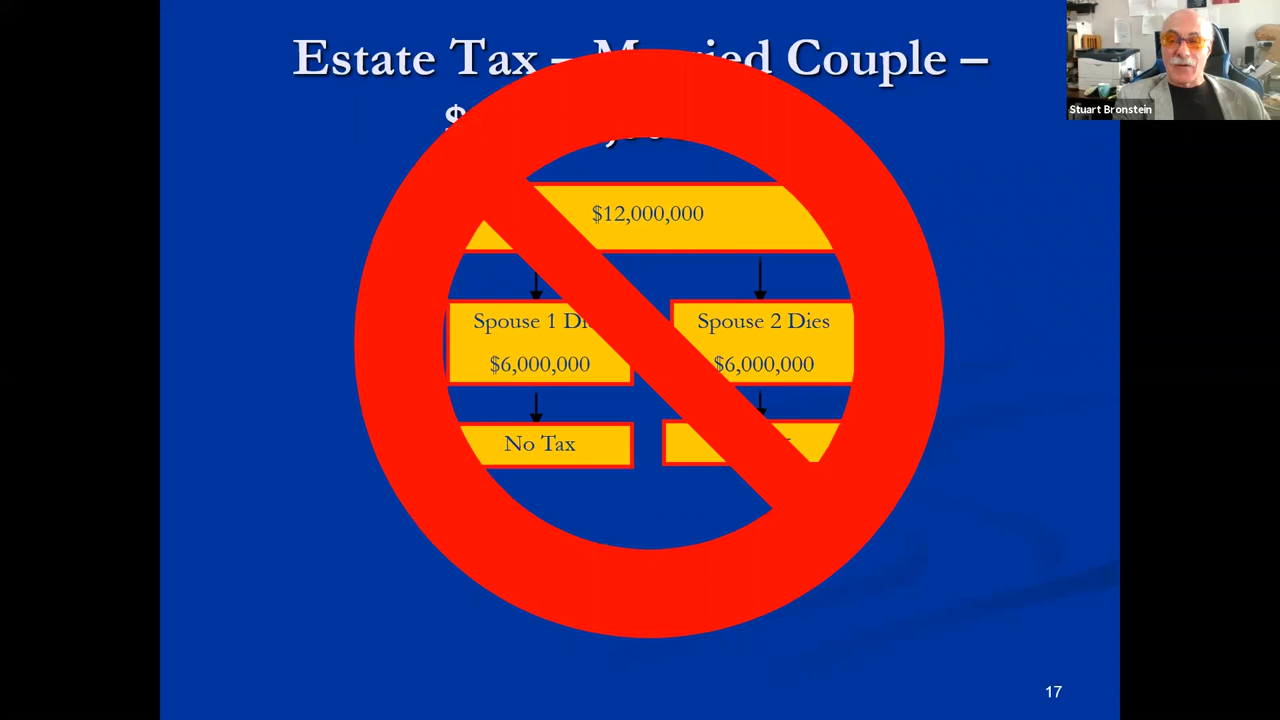 Estate Tax – Couple –
$
$12,000,000
Spouse 1
Spouse 2 Dies
$6,000,000
$6,000,000
No Tax
Stuart Bronstein
17